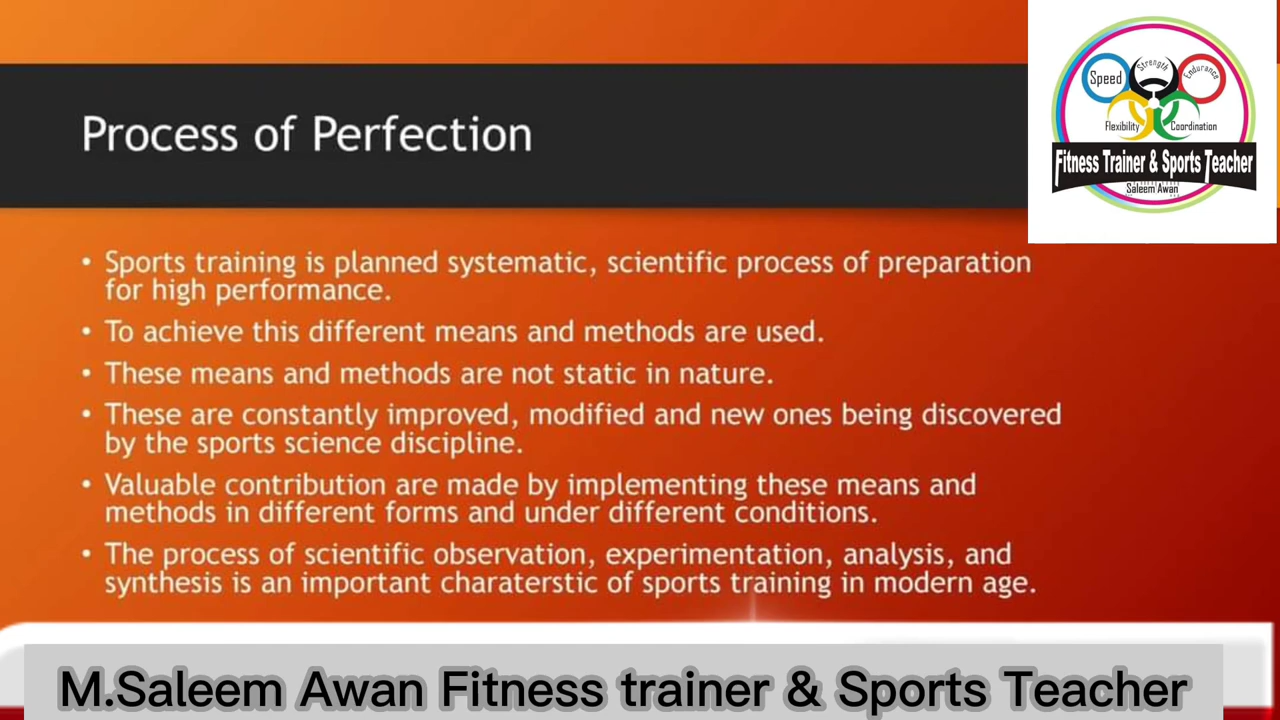 Process of Perfection
Speed
Strength
Endurance
Flexibility
Coordination
Fitness Trainer & Sports Teacher
Saleem Awan
• Sports training is planned systematic, scientific process of preparation
for high performance.
• To achieve this different means and methods are used.
• These means and methods are not static in nature.
• These are constantly improved, modified and new ones being discovered
by the sports science discipline.
• Valuable contribution are made by implementing these means and
methods in different forms and under different conditions.
• The process of scientific observation, experimentation, analysis, and
synthesis is an important charaterstic of sports training in modern age.
M.Saleem Awan Fitness trainer & Sports Teacher